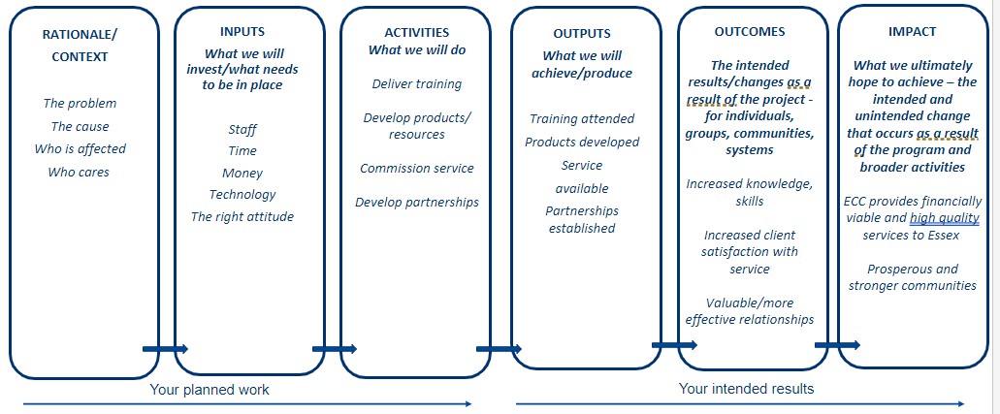 RATIONALE/
CONTEXT
The problem
The cause
Who is affected
Who cares
INPUTS
What we will
invest/what needs
to be in place
Staff
Time
Money
Technology
The right attitude
ACTIVITIES
What we will do
Deliver training
Develop products/
resources
Commission service
Develop partnerships
OUTPUTS
What we will
achieve/produce
Training attended
Products developed
Service
available
Partnerships
established
OUTCOMES
The intended
results/changes as a
result of the project -
for individuals,
groups, communities,
systems
Increased knowledge,
skills
Increased client
satisfaction with
service
Valuable/more
effective relationships
IMPACT
What we ultimately
hope to achieve – the
intended and
unintended change
that occurs as a result
of the program and
broader activities
ECC provides financially
viable and high quality
services to Essex
Prosperous and
stronger communities
Your planned work
Your intended results